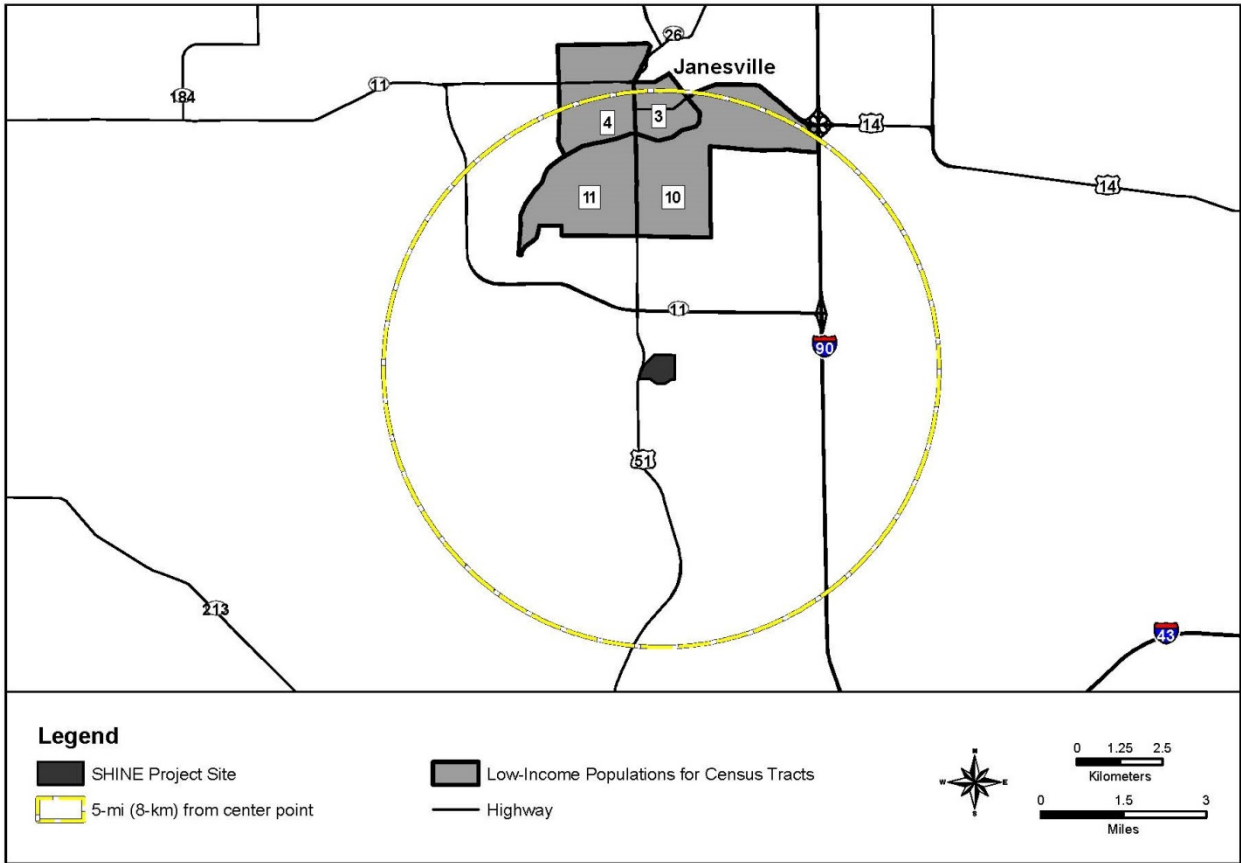 26
Janesville
11
184
4
3
14
14
11
10
11
90
51
213
43
Legend
SHINE Project Site
5-mi (8-km) from center point
Low-Income Populations for Census Tracts
Highway
N
W E
S
0 1.25 2.5
Kilometers
0 1.5 3
Miles